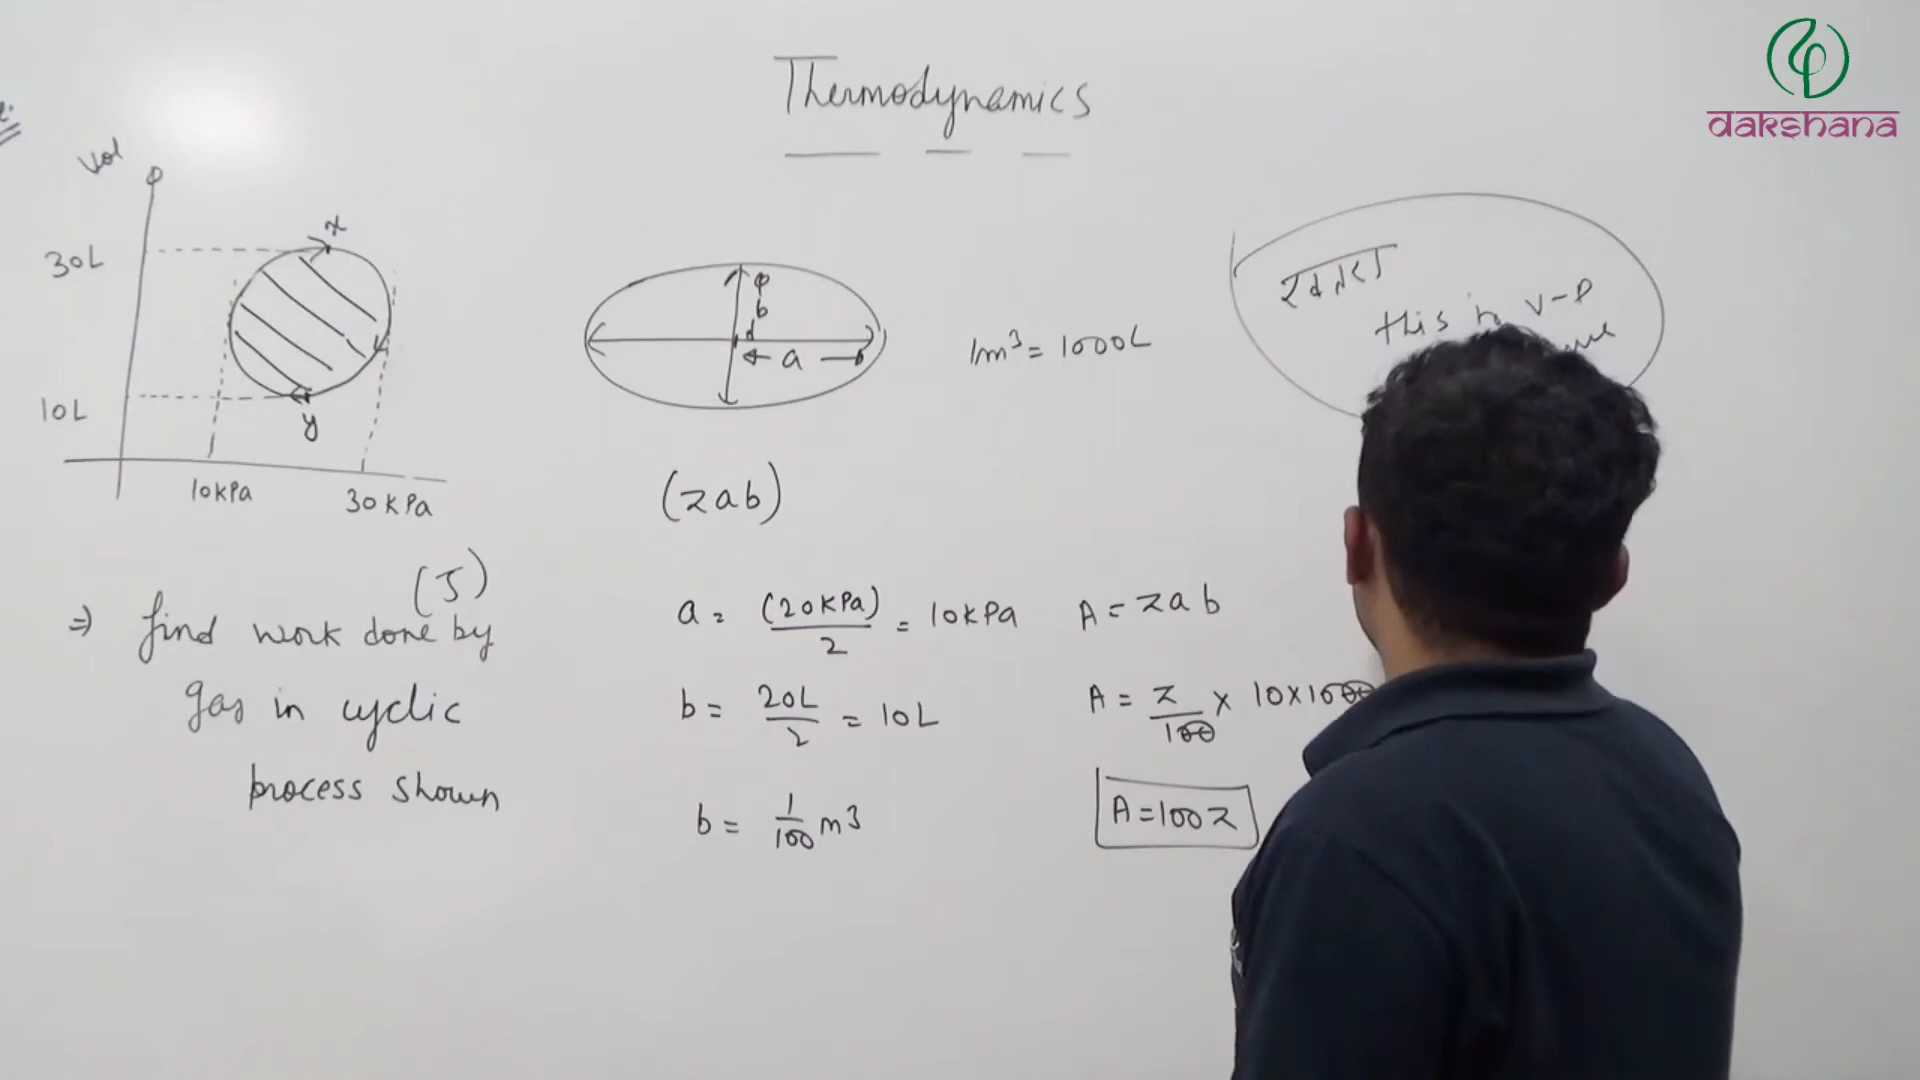 Thermodynamics
dakshana
Vol
30L
x
10L
y
10kPa
30kPa
b
a
1m³ = 1000L
this is V-P
(πab)
(J)
⇒ find work done by
gas in cyclic
process shown
a = (20kPa)/2 = 10kPa
b = 20L/2 = 10L
b = 1/100 m³
A = πab
A = π/100 × 10×1000
A=100π